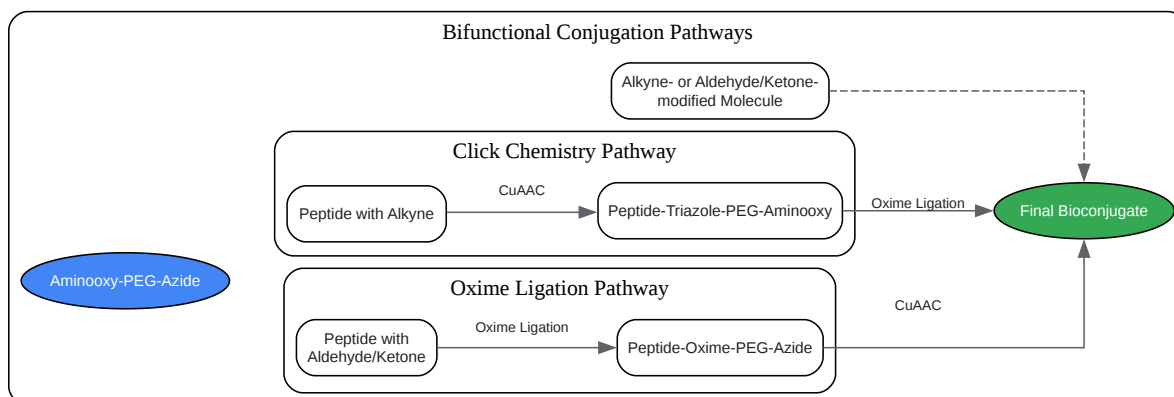 Bifunctional Conjugation Pathways
Alkyne- or Aldehyde/Ketone-
modified Molecule
Click Chemistry Pathway
CuAAC
Peptide with Alkyne
Peptide-Triazole-PEG-Aminooxy
Oxime Ligation
Final Bioconjugate
Aminooxy-PEG-Azide
Oxime Ligation Pathway
CuAAC
Oxime Ligation
Peptide with
Aldehyde/Ketone
Peptide-Oxime-PEG-Azide